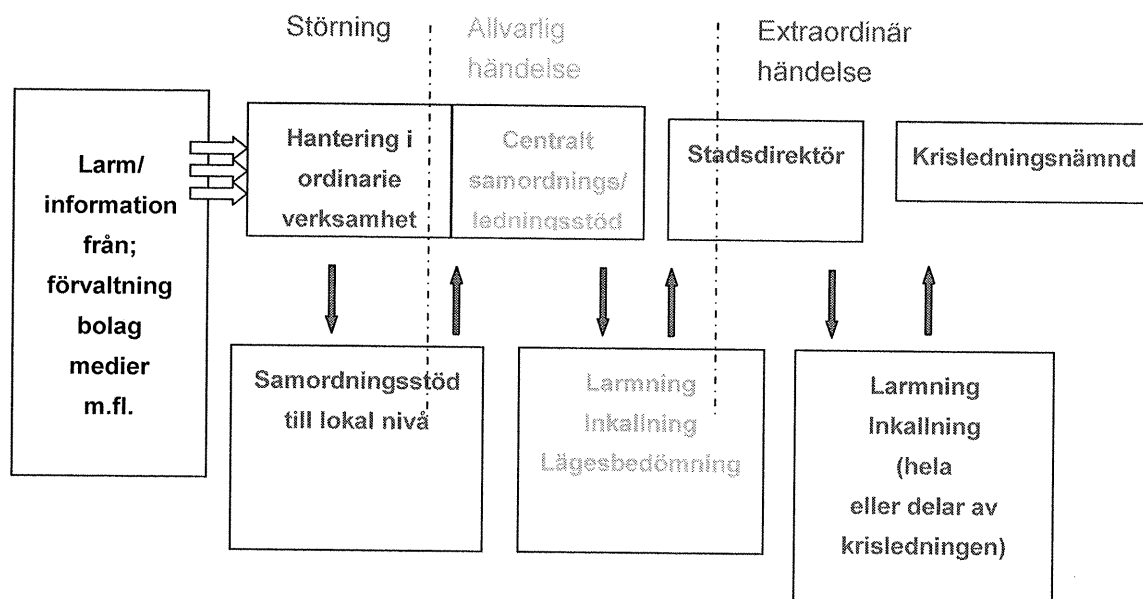 Störning
Allvarlig
händelse
Extraordinär
händelse
Larm/
information
från;
förvaltning
bolag
medier
m.fl.
Hantering i
ordinarie
verksamhet
Centralt
samordnings/
ledningsstöd
Stadsdirektör
Krisledningsnämnd
Samordningsstöd
till lokal nivå
Larmning
Inkallning
Lägesbedömning
Larmning
Inkallning
(hela
eller delar av
krisledningen)